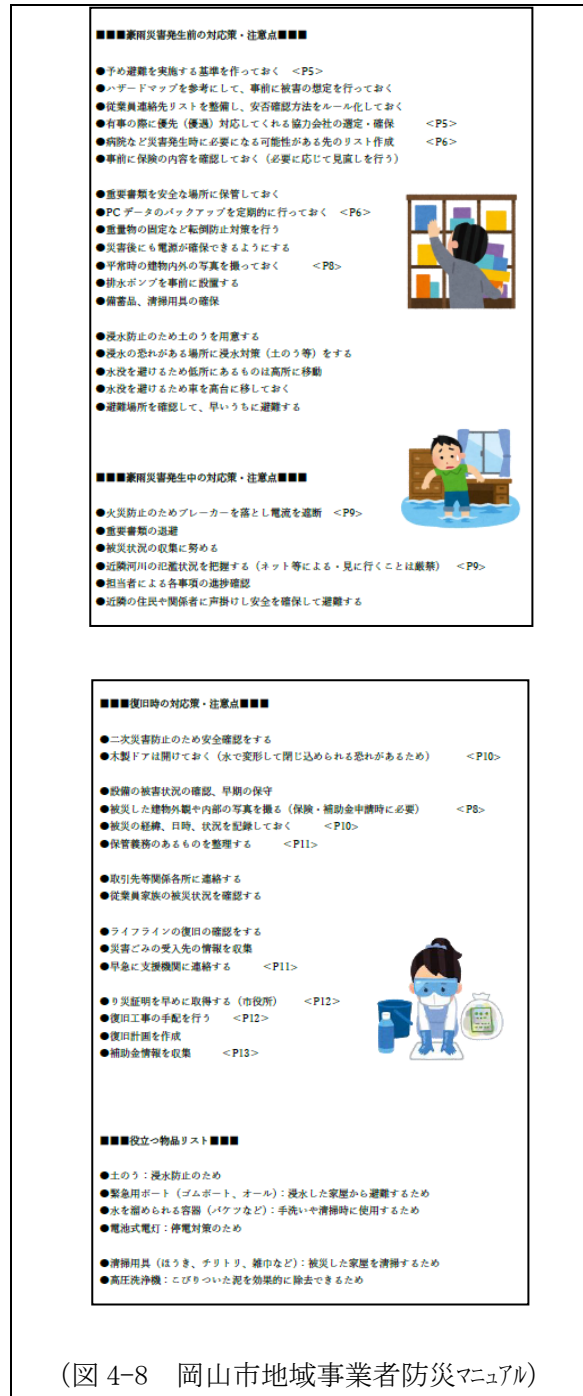 ■■■豪雨災害発生前の対応策・注意点■■■
●予め避難を実施する基準を作っておく <P5>
●ハザードマップを参考にして、事前に被害の想定を行っておく
●従業員連絡先リストを整備し、安否確認方法をルール化しておく
●有事の際に優先（優遇）対応してくれる協力会社の選定・確保 <P5>
●病院など災害発生時に必要になる可能性がある先のリスト作成 <P6>
●事前に保険の内容を確認しておく（必要に応じて見直しを行う）
●重要書類を安全な場所に保管しておく
●PCデータのバックアップを定期的に行っておく <P6>
●重量物の固定など転倒防止対策を行う
●災害後にも電源が確保できるようにする
●平常時の建物内外の写真を撮っておく <P8>
●排水ポンプを事前に設置する
●備蓄品、清掃用具の確保
●浸水防止のため土のうを用意する
●浸水の恐れがある場所に浸水対策（土のう等）をする
●水没を避けるため低所にあるものは高所に移動
●水没を避けるため車を高台に移しておく
●避難場所を確認して、早いうちに避難する
■■■豪雨災害発生中の対応策・注意点■■■
●火災防止のためブレーカーを落とし電流を遮断 <P9>
●重要書類の退避
●被災状況の収集に努める
●近隣河川の氾濫状況を把握する（ネット等による・見に行くことは厳禁） <P9>
●担当者による各事項の進捗確認
●近隣の住民や関係者に声掛けし安全を確保して避難する
■■■復旧時の対応策・注意点■■■
●二次災害防止のため安全確認をする
●木製ドアは開けておく（水で変形して閉じ込められる恐れがあるため） <P10>
●設備の被害状況の確認、早期の保守
●被災した建物外観や内部の写真を撮る（保険・補助金申請時に必要） <P8>
●被災の経緯、日時、状況を記録しておく <P10>
●保管義務のあるものを整理する <P11>
●取引先等関係各所に連絡する
●従業員家族の被災状況を確認する
●ライフラインの復旧の確認をする
●災害ごみの受入先の情報を収集
●早急に支援機関に連絡する <P11>
●り災証明を早めに取得する（市役所） <P12>
●復旧工事の手配を行う <P12>
●復旧計画を作成
●補助金情報を収集 <P13>
■■■役立つ物品リスト■■■
●土のう：浸水防止のため
●緊急用ボート（ゴムボート、オール）：浸水した家屋から避難するため
●水を溜められる容器（バケツなど）：手洗いや清掃時に使用するため
●電池式電灯：停電対策のため
●清掃用具（ほうき、チリトリ、雑巾など）：被災した家屋を清掃するため
●高圧洗浄機：こびりついた泥を効果的に除去できるため
（図 4-8 岡山市地域事業者防災マニュアル）